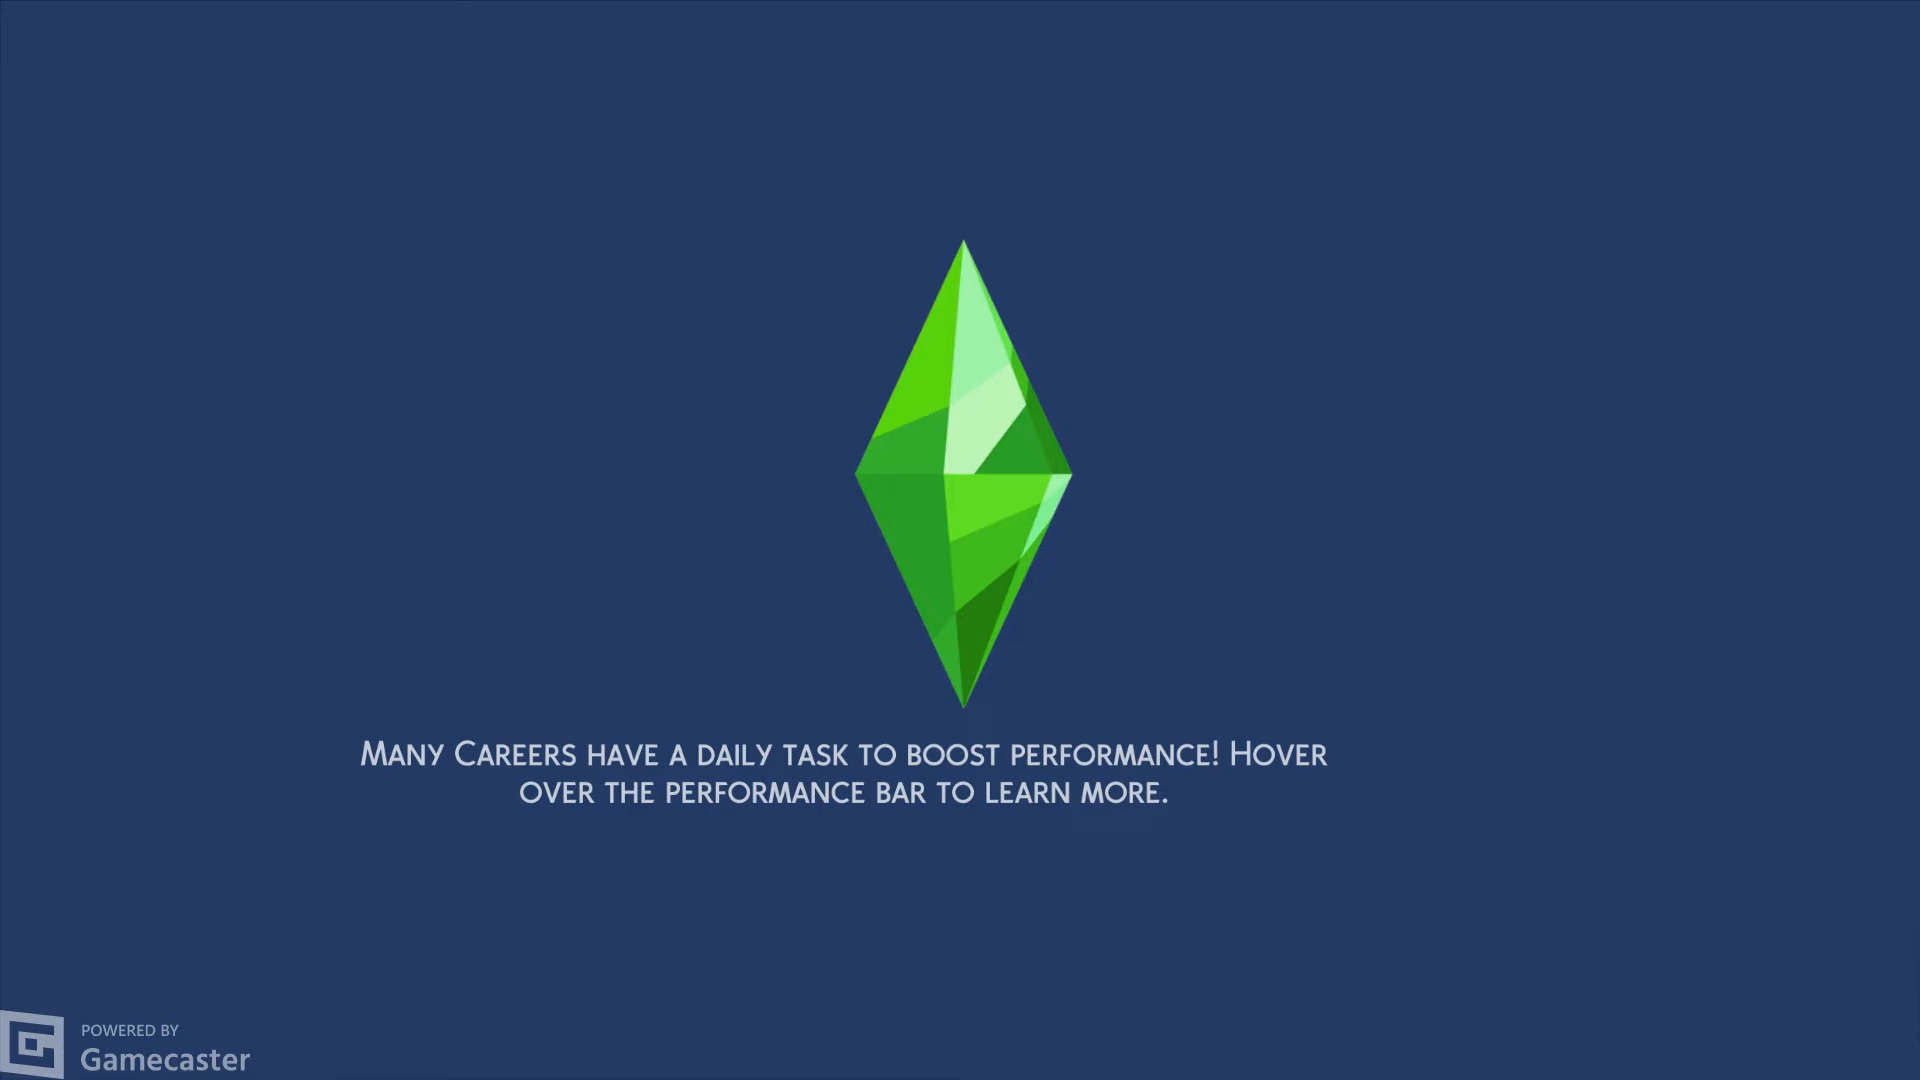 Many Careers have a daily task to boost performance! Hover
over the performance bar to learn more.
POWERED BY
Gamecaster